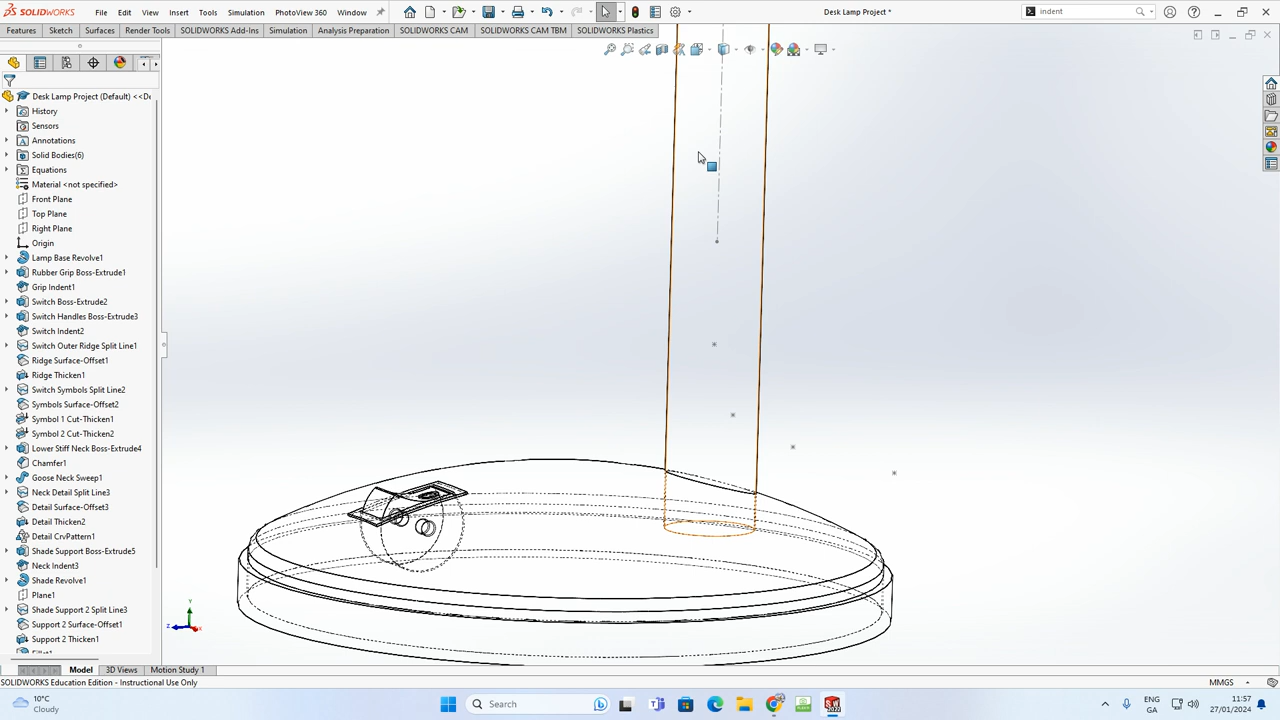 SOLIDWORKS File Edit View Insert Tools Simulation PhotoView 360 Window Desk Lamp Project * indent
Features Sketch Surfaces Render Tools SOLIDWORKS Add-Ins Simulation Analysis Preparation SOLIDWORKS CAM SOLIDWORKS CAM TBM SOLIDWORKS Plastics
Desk Lamp Project (Default) <<De
History
Sensors
Annotations
Solid Bodies(6)
Equations
Material <not specified>
Front Plane
Top Plane
Right Plane
Origin
Lamp Base Revolve1
Rubber Grip Boss-Extrude1
Grip Indent1
Switch Boss-Extrude2
Switch Handles Boss-Extrude3
Switch Indent2
Switch Outer Ridge Split Line1
Ridge Surface-Offset1
Ridge Thicken1
Switch Symbols Split Line2
Symbols Surface-Offset2
Symbol 1 Cut-Thicken1
Symbol 2 Cut-Thicken2
Lower Stiff Neck Boss-Extrude4
Chamfer1
Goose Neck Sweep1
Neck Detail Split Line3
Detail Surface-Offset3
Detail Thicken2
Detail CrvPattern1
Shade Support Boss-Extrude5
Neck Indent3
Shade Revolve1
Plane1
Shade Support 2 Split Line3
Support 2 Surface-Offset1
Support 2 Thicken1
Y
Z
X
Model 3D Views Motion Study 1
SOLIDWORKS Education Edition - Instructional Use Only MMGS
10°C
Cloudy
Search
ENG
GA
11:57
27/01/2024